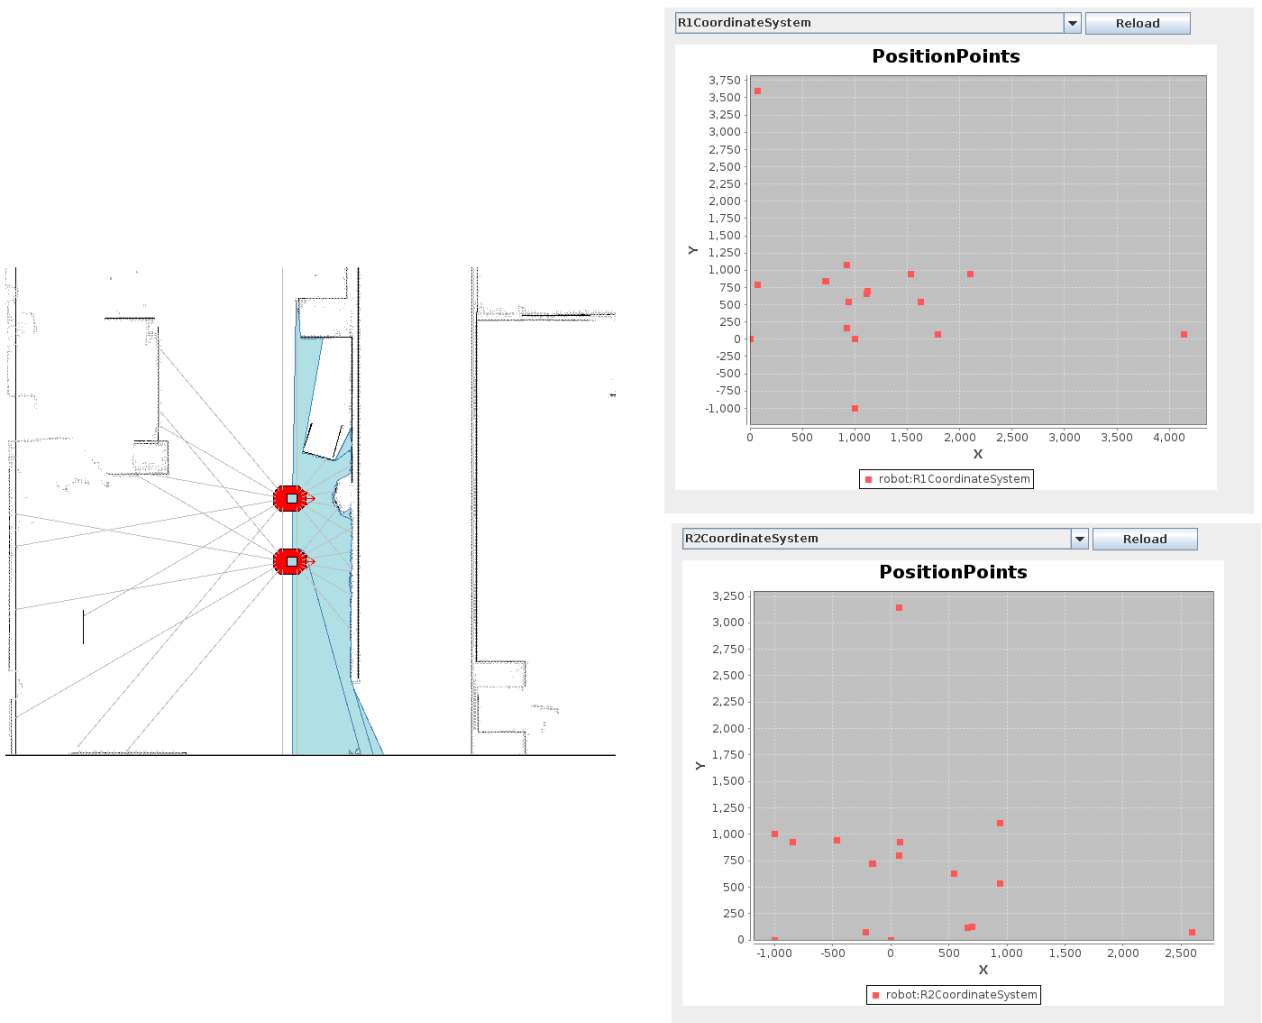 R1CoordinateSystem Reload
PositionPoints
3,750
3,500
3,250
3,000
2,750
2,500
2,250
2,000
1,750
1,500
1,250
1,000
750
500
250
0
-250
-500
-750
-1,000
Y
0 500 1,000 1,500 2,000 2,500 3,000 3,500 4,000
X
robot:R1CoordinateSystem
R2CoordinateSystem Reload
PositionPoints
3,250
3,000
2,750
2,500
2,250
2,000
1,750
1,500
1,250
1,000
750
500
250
0
Y
-1,000 -500 0 500 1,000 1,500 2,000 2,500
X
robot:R2CoordinateSystem